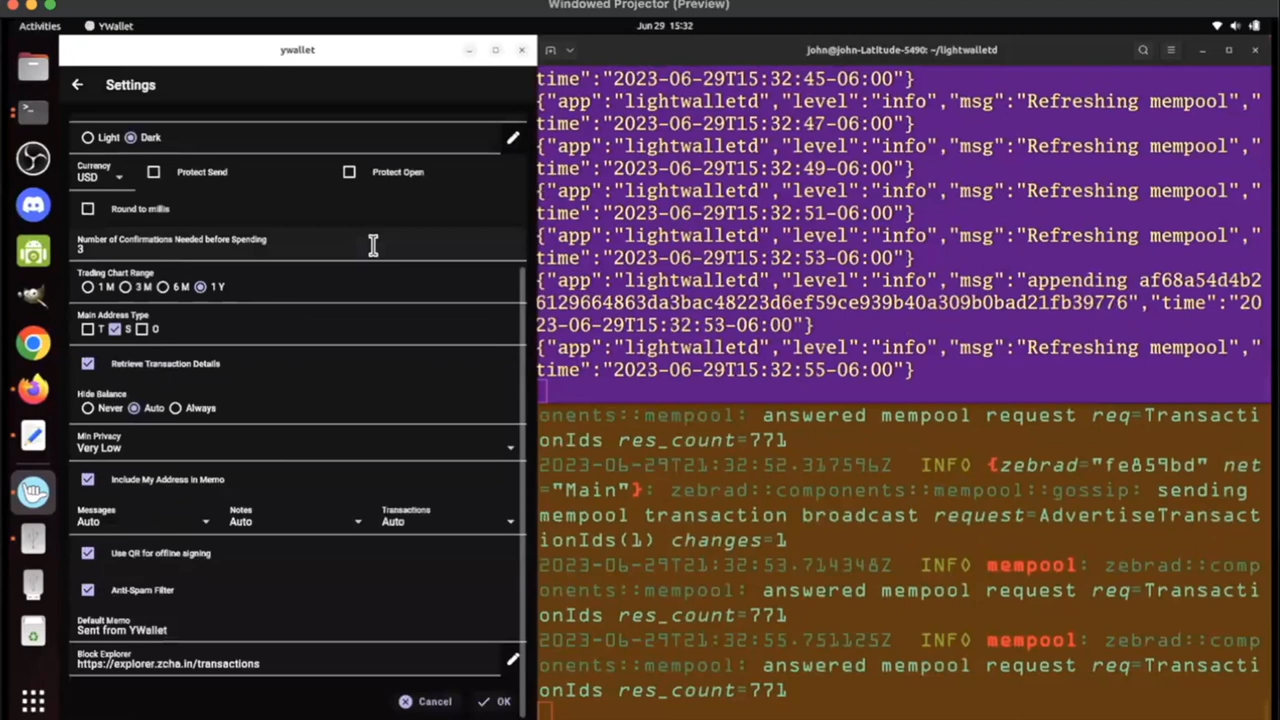 Windowed Projector (Preview)
Activities
YWallet
Jun 29 15:32
ywallet
Settings
Light
Dark
Currency
USD
Protect Send
Protect Open
Round to millis
Number of Confirmations Needed before Spending
3
Trading Chart Range
1 M
3 M
6 M
1 Y
Main Address Type
T
S
O
Retrieve Transaction Details
Hide Balance
Never
Auto
Always
Min Privacy
Very Low
Include My Address in Memo
Messages
Auto
Notes
Auto
Transactions
Auto
Use QR for offline signing
Anti-Spam Filter
Default Memo
Sent from YWallet
Block Explorer
https://explorer.zcha.in/transactions
Cancel
OK
john@john-Latitude-5490: ~/lightwalletd
time":"2023-06-29T15:32:45-06:00"}
{"app":"lightwalletd","level":"info","msg":"Refreshing mempool","
time":"2023-06-29T15:32:47-06:00"}
{"app":"lightwalletd","level":"info","msg":"Refreshing mempool","
time":"2023-06-29T15:32:49-06:00"}
{"app":"lightwalletd","level":"info","msg":"Refreshing mempool","
time":"2023-06-29T15:32:51-06:00"}
{"app":"lightwalletd","level":"info","msg":"Refreshing mempool","
time":"2023-06-29T15:32:53-06:00"}
{"app":"lightwalletd","level":"info","msg":"appending af68a54d4b2
6129664863da3bac48223d6ef59ce939b40a309b0bad21fb39776","time":"20
23-06-29T15:32:53-06:00"}
{"app":"lightwalletd","level":"info","msg":"Refreshing mempool","
time":"2023-06-29T15:32:55-06:00"}
onents::mempool: answered mempool request req=Transacti
onIds res_count=771
2023-06-29T21:32:52.317596Z INFO {zebrad="fe859bd" net
="Main"}: zebrad::components::mempool::gossip: sending
mempool transaction broadcast request=AdvertiseTransact
ionIds(1) changes=1
2023-06-29T21:32:53.714348Z INFO mempool: zebrad::comp
onents::mempool: answered mempool request req=Transacti
onIds res_count=771
2023-06-29T21:32:55.751125Z INFO mempool: zebrad::comp
onents::mempool: answered mempool request req=Transacti
onIds res_count=771